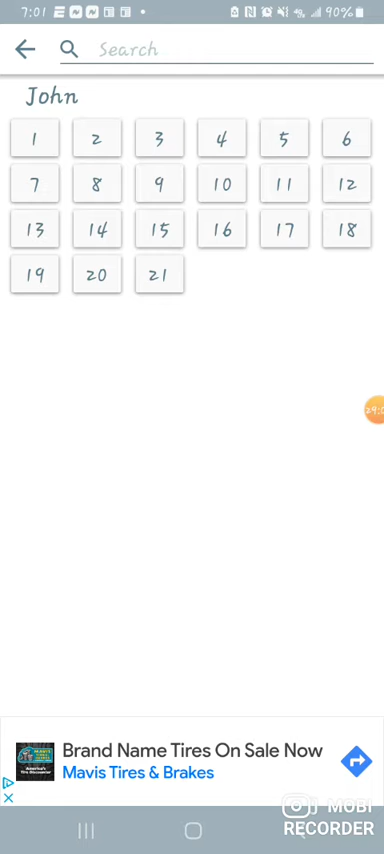 7:01
90%
Search
John
1 2 3 4 5 6
7 8 9 10 11 12
13 14 15 16 17 18
19 20 21
Brand Name Tires On Sale Now
Mavis Tires & Brakes
MOBI
RECORDER